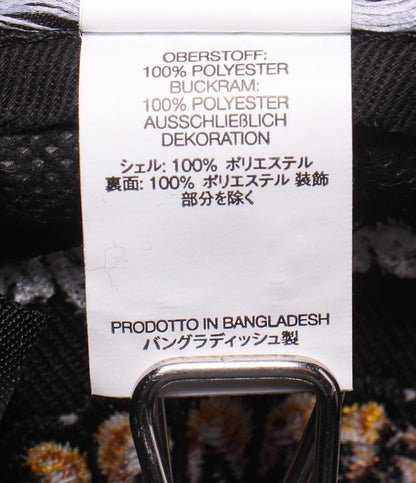 OBERSTOFF:
100% POLYESTER
BUCKRAM:
100% POLYESTER
AUSSCHLIEẞLICH
DEKORATION
シェル: 100% ポリエステル
裏面: 100% ポリエステル 装飾
部分を除く
PRODOTTO IN BANGLADESH
バングラディッシュ製